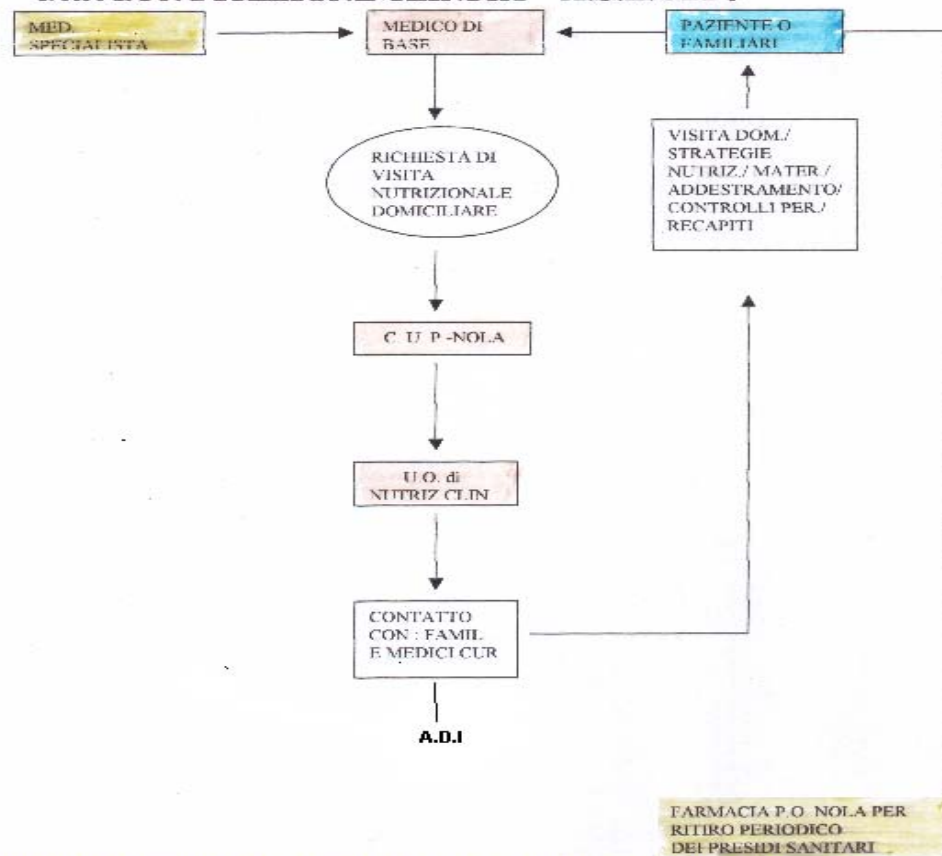 MED.
SPECIALISTA
MEDICO DI
BASE
PAZIENTE O
FAMILIARI
RICHIESTA DI
VISITA
NUTRIZIONALE
DOMICILIARE
VISITA DOM./
STRATEGIE
NUTRIZ./ MATER./
ADDESTRAMENTO/
CONTROLLI PER./
RECAPITI
C. U. P.-NOLA
U.O. di
NUTRIZ CLIN
CONTATTO
CON : FAMIL
E MEDICI CUR
A.D.I
FARMACIA P.O. NOLA PER
RITIRO PERIODICO
DEI PRESIDI SANITARI